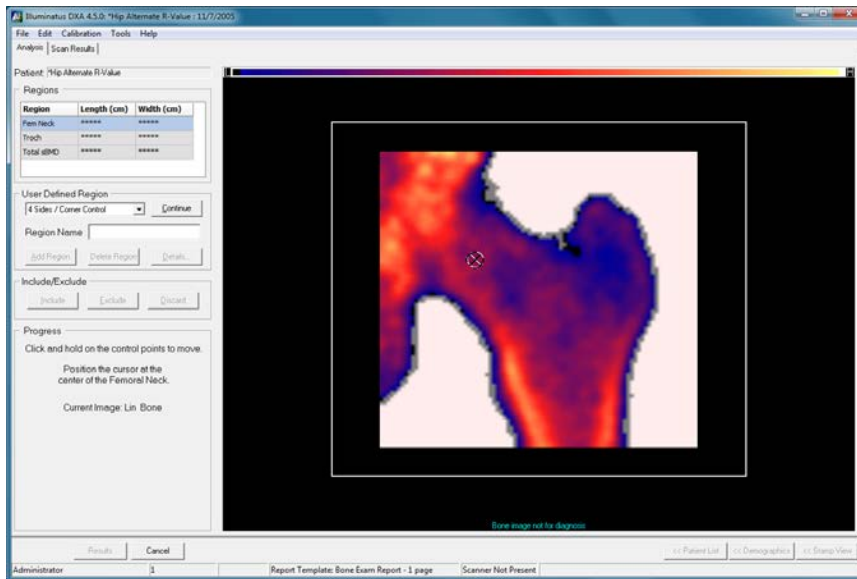 Illuminatus DXA 4.5.0: *Hip Alternate R-Value : 11/7/2005
File Edit Calibration Tools Help
Analysis Scan Results
Patient *Hip Alternate R-Value
L H
Regions
Region Length (cm) Width (cm)
Fem Neck ***** *****
Troch ***** *****
Total sBMD ***** *****
User Defined Region
4 Sides / Corner Control Continue
Region Name
Add Region Delete Region Details...
Include/Exclude
Include Exclude Discard
Progress
Click and hold on the control points to move.
Position the cursor at the
center of the Femoral Neck.
Current Image: Lin Bone
Bone image not for diagnosis
Results Cancel << Patient List << Demographics << Stamp View
Administrator 1 Report Template: Bone Exam Report - 1 page Scanner Not Present